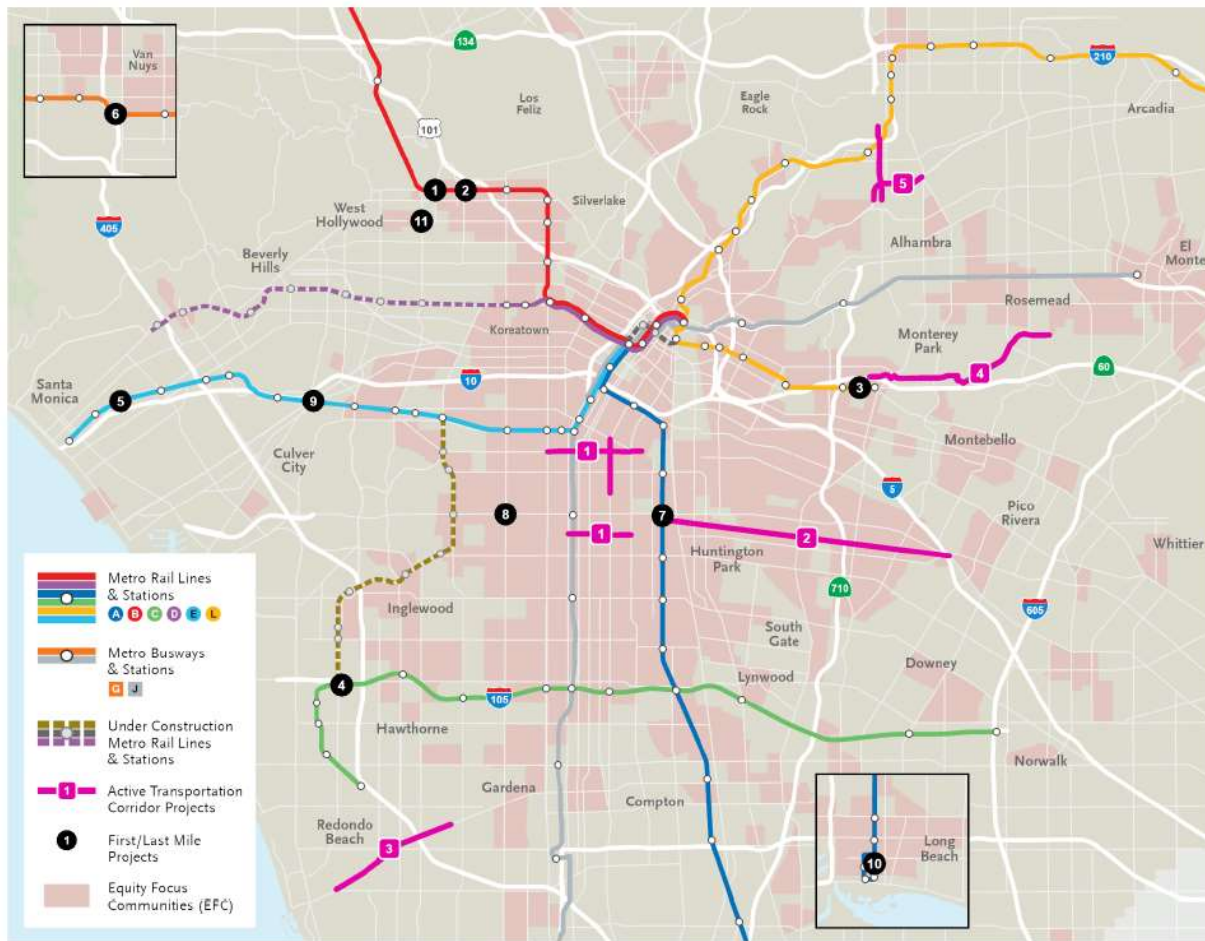 Van
Nuys
6
134
Los
Feliz
Eagle
Rock
210
Arcadia
101
1
2
5
West
Hollywood
11
Silverlake
405
Alhambra
El
Monte
Beverly
Hills
Rosemead
Koreatown
Monterey
Park
4
60
Santa
Monica
10
5
9
3
Montebello
Culver
City
1
5
Pico
Rivera
8
7
1
2
Whittier
Huntington
Park
710
605
Inglewood
South
Gate
Downey
Lynwood
4
105
Hawthorne
Norwalk
Gardena
Compton
Redondo
Beach
3
Long
Beach
10
Metro Rail Lines
& Stations
A B C D E L
Metro Busways
& Stations
G J
Under Construction
Metro Rail Lines
& Stations
1
Active Transportation
Corridor Projects
1
First/Last Mile
Projects
Equity Focus
Communities (EFC)